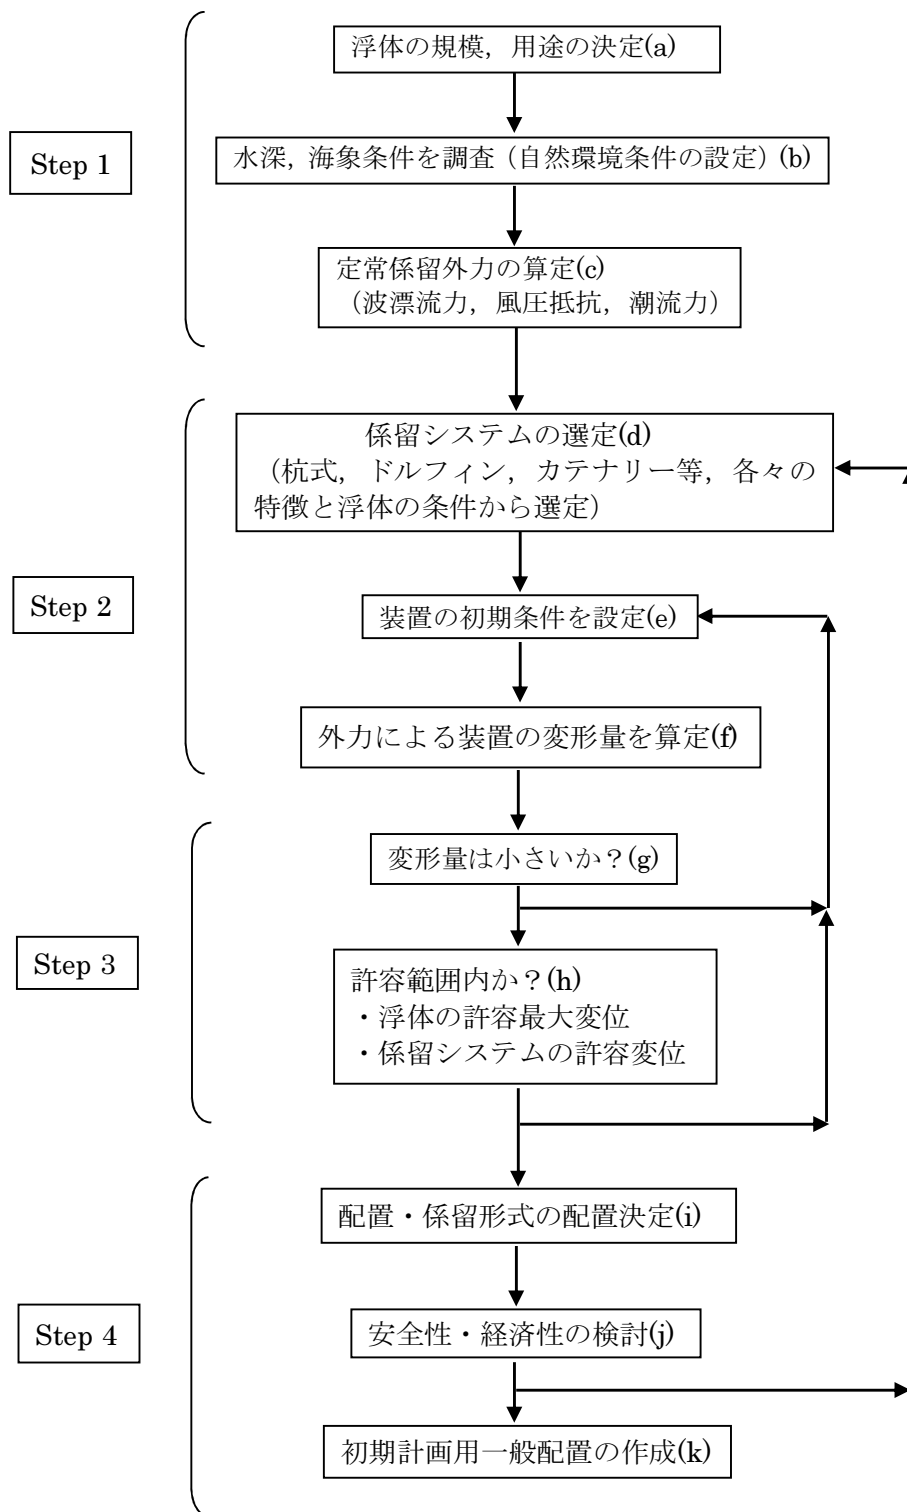 浮体の規模，用途の決定(a)
Step 1
水深，海象条件を調査（自然環境条件の設定）(b)
定常係留外力の算定(c)
（波漂流力，風圧抵抗，潮流力）
係留システムの選定(d)
（杭式，ドルフィン，カテナリー等，各々の
特徴と浮体の条件から選定）
Step 2
装置の初期条件を設定(e)
外力による装置の変形量を算定(f)
変形量は小さいか？(g)
Step 3
許容範囲内か？(h)
・浮体の許容最大変位
・係留システムの許容変位
配置・係留形式の配置決定(i)
Step 4
安全性・経済性の検討(j)
初期計画用一般配置の作成(k)